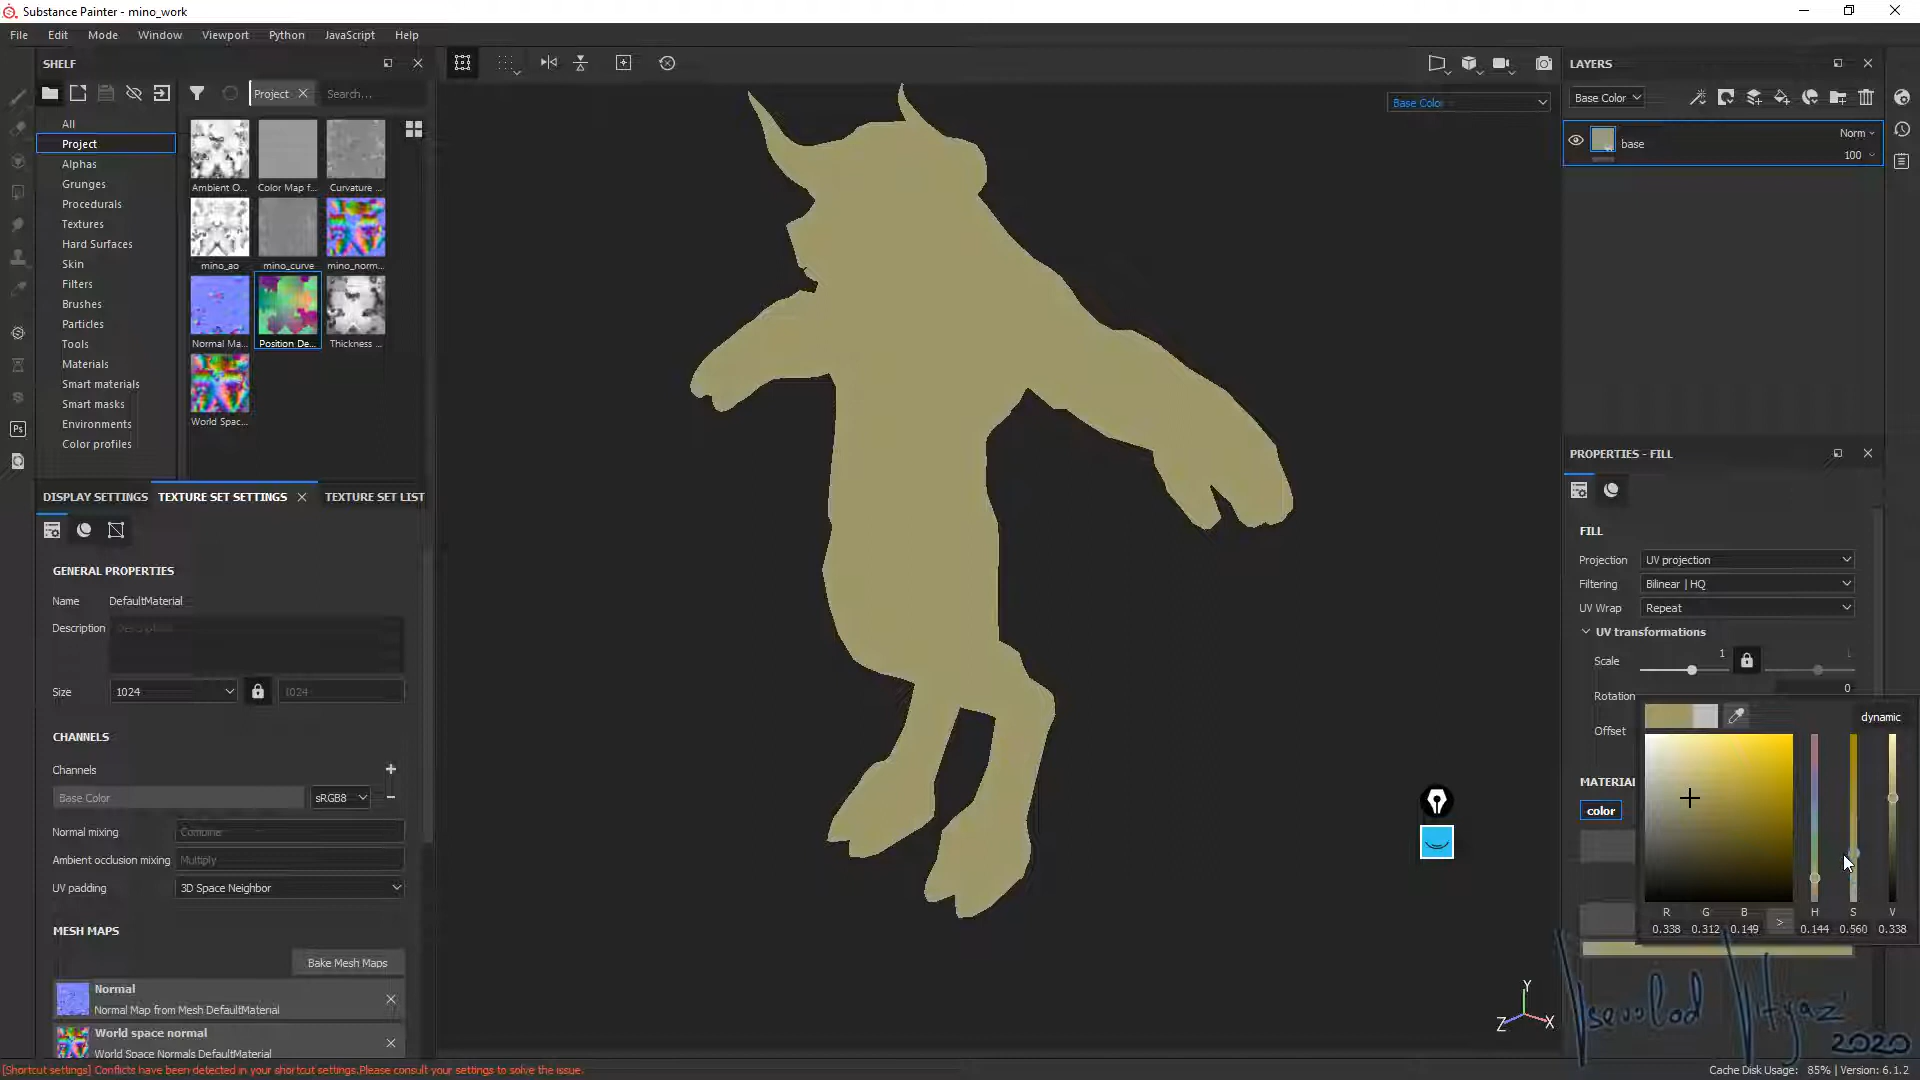 Substance Painter - mino_work
File Edit Mode Window Viewport Python JavaScript Help
SHELF
Project
Search...
All
Project
Alphas
Grunges
Procedurals
Textures
Hard Surfaces
Skin
Filters
Brushes
Particles
Tools
Materials
Smart materials
Smart masks
Environments
Color profiles
Ambient O... Color Map f... Curvature ...
mino_ao mino_curve mino_norm...
Normal Ma... Position De... Thickness ...
World Spac...
Ps
DISPLAY SETTINGS TEXTURE SET SETTINGS TEXTURE SET LIST
GENERAL PROPERTIES
Name DefaultMaterial
Description Description
Size 1024 1024
CHANNELS
Channels
Base Color sRGB8
Normal mixing Combine
Ambient occlusion mixing Multiply
UV padding 3D Space Neighbor
MESH MAPS
Bake Mesh Maps
Normal
Normal Map from Mesh DefaultMaterial
World space normal
World Space Normals DefaultMaterial
[Shortcut settings] Conflicts have been detected in your shortcut settings.Please consult your settings to solve the issue.
Base Color
Y
Z X
LAYERS
Base Color
base
Norm
100
PROPERTIES - FILL
FILL
Projection UV projection
Filtering Bilinear | HQ
UV Wrap Repeat
UV transformations
Scale 1 1
Rotation 0
Offset
dynamic
MATERIAL
color
R G B H S V
0.338 0.312 0.149 > 0.144 0.560 0.338
Vsevolod Vityaz'
2020
Cache Disk Usage: 85% | Version: 6.1.2